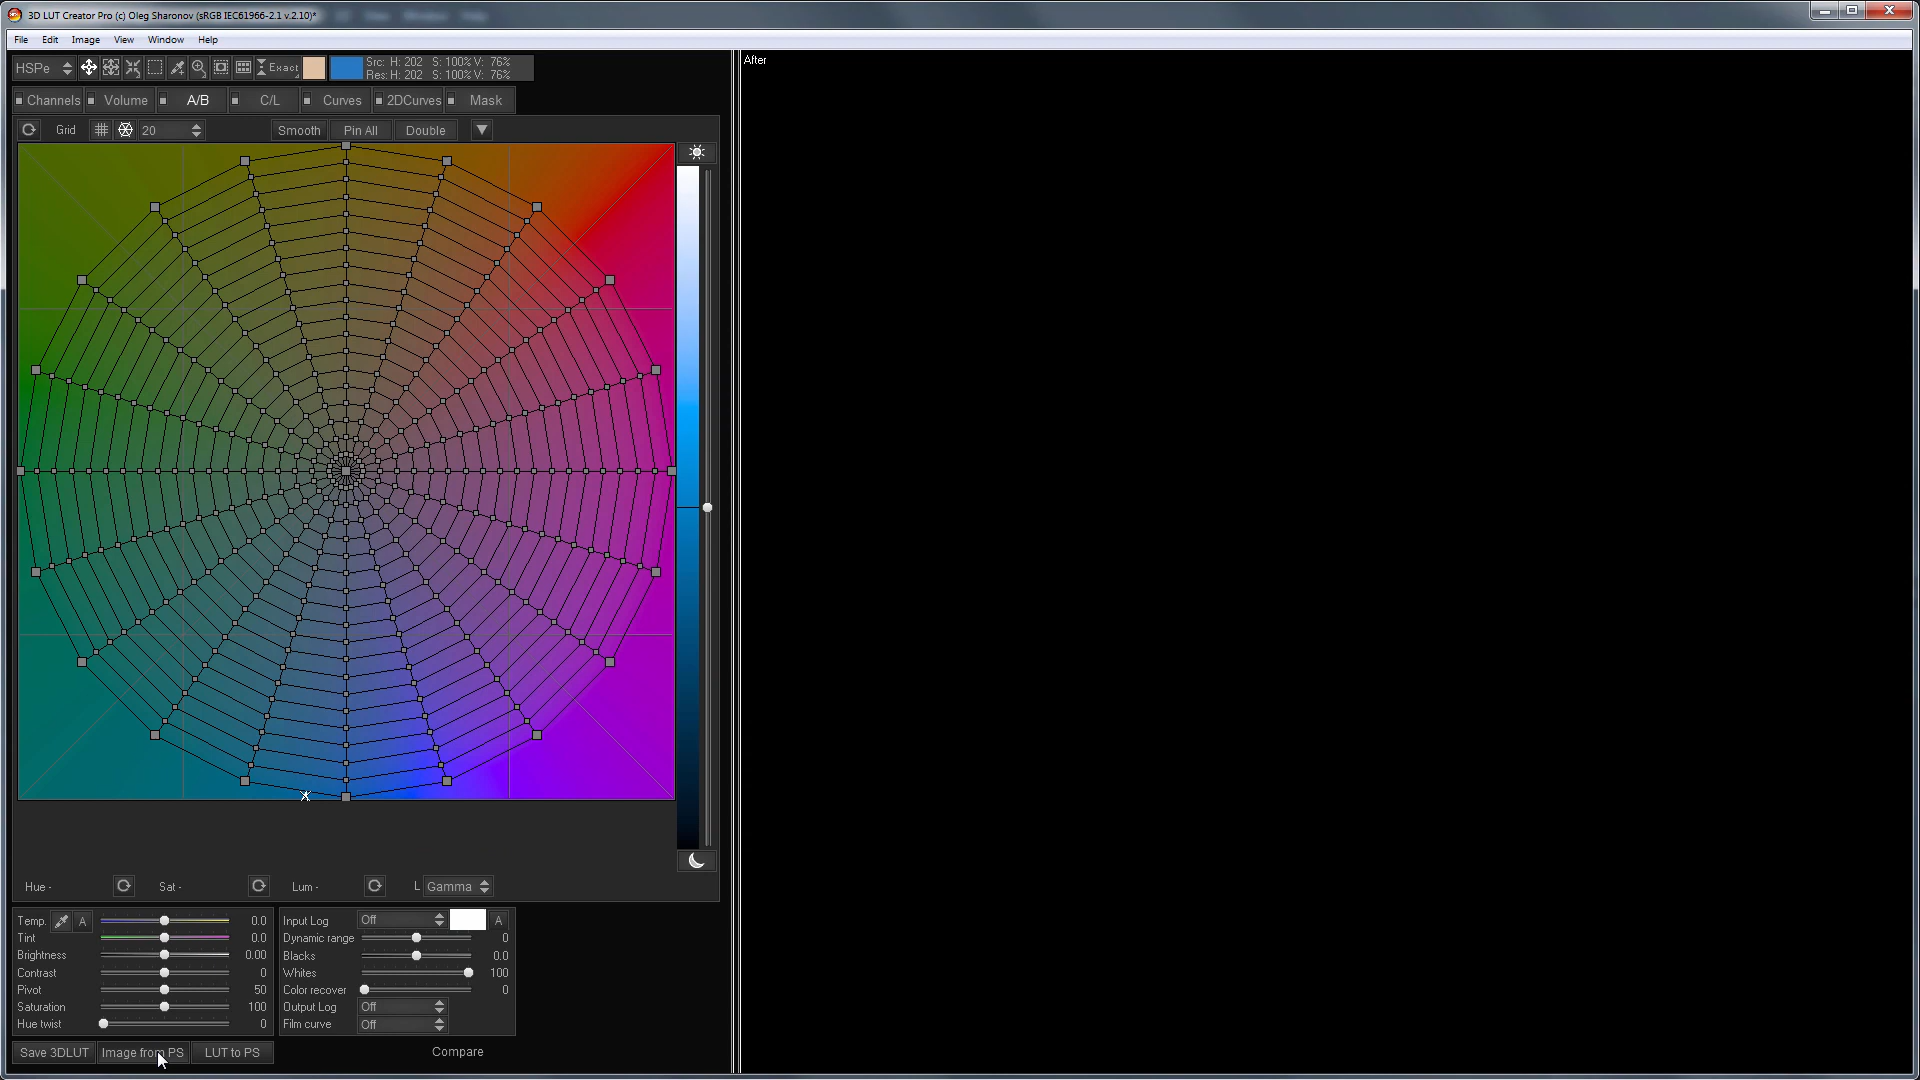 3D LUT Creator Pro (c) Oleg Sharonov (sRGB IEC61966-2.1 v.2.10)*
File Edit Image View Window Help
HSPe Exact Src: H: 202 S: 100% V: 76%
Res: H: 202 S: 100% V: 76%
After
Channels Volume A/B C/L Curves 2DCurves Mask
Grid 20 Smooth Pin All Double
Hue - Sat - Lum - L Gamma
Temp. A 0.0 Input Log Off A
Tint 0.0 Dynamic range 0
Brightness 0.00 Blacks 0.0
Contrast 0 Whites 100
Pivot 50 Color recover 0
Saturation 100 Output Log Off
Hue twist 0 Film curve Off
Save 3DLUT Image from PS LUT to PS Compare